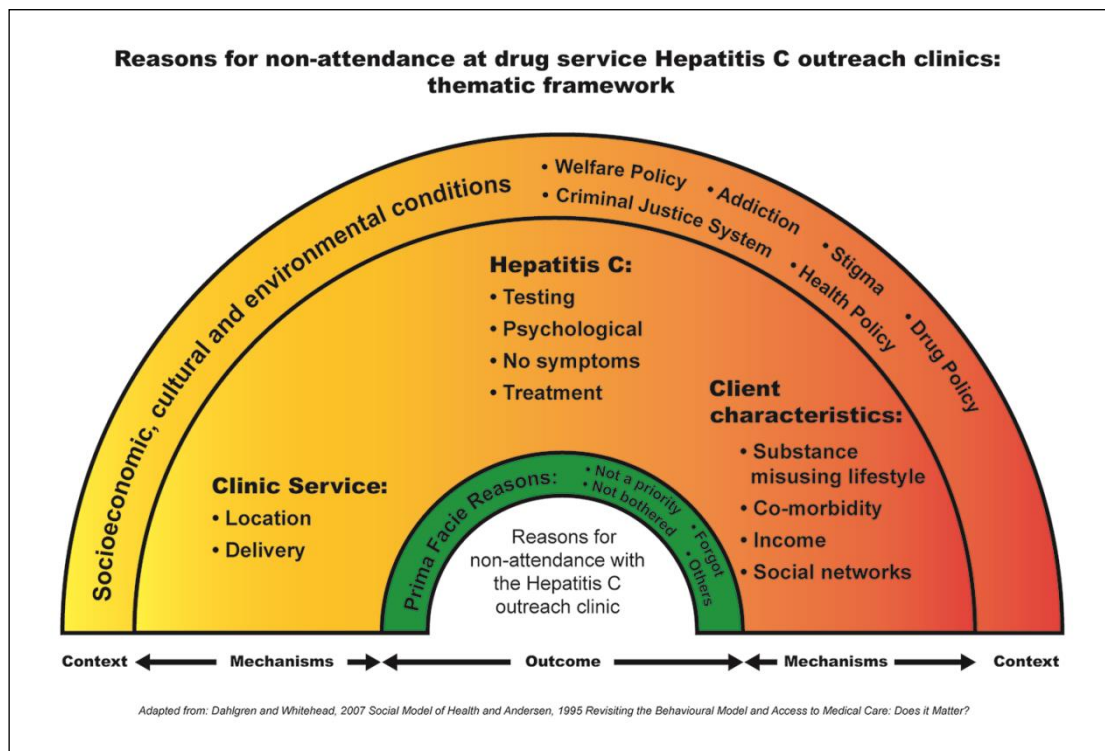 Reasons for non-attendance at drug service Hepatitis C outreach clinics:
thematic framework
Socioeconomic, cultural and environmental conditions
• Welfare Policy
• Addiction
• Stigma
• Drug Policy
• Criminal Justice System
• Health Policy
Hepatitis C:
• Testing
• Psychological
• No symptoms
• Treatment
Clinic Service:
• Location
• Delivery
Client
characteristics:
• Substance
misusing lifestyle
• Co-morbidity
• Income
• Social networks
Prima Facie Reasons:
• Not a priority
• Not bothered
• Forgot
• Others
Reasons for
non-attendance with
the Hepatitis C
outreach clinic
Context
Mechanisms
Outcome
Mechanisms
Context
Adapted from: Dahlgren and Whitehead, 2007 Social Model of Health and Andersen, 1995 Revisiting the Behavioural Model and Access to Medical Care: Does it Matter?